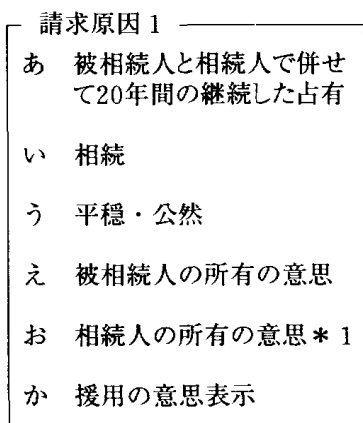 請求原因1
あ 被相続人と相続人で併せ
て20年間の継続した占有
い 相続
う 平穏・公然
え 被相続人の所有の意思
お 相続人の所有の意思＊1
か 援用の意思表示